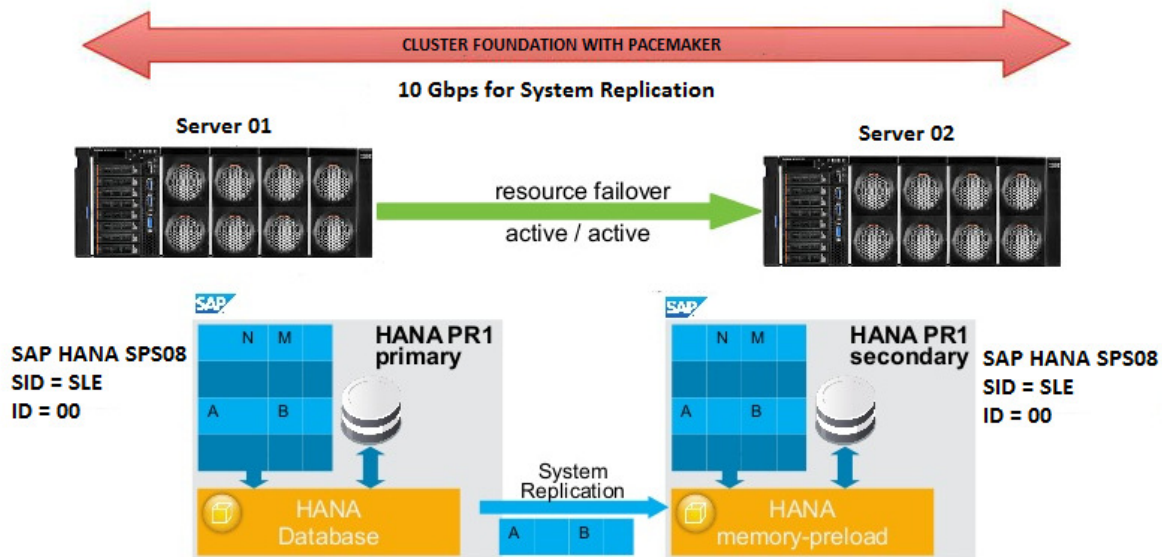 CLUSTER FOUNDATION WITH PACEMAKER
10 Gbps for System Replication
Server 01
Server 02
resource failover
active / active
SAP
SAP
SAP HANA SPS08
SID = SLE
ID = 00
N M
A B
HANA PR1
primary
N M
A B
HANA PR1
secondary
SAP HANA SPS08
SID = SLE
ID = 00
HANA
Database
System
Replication
A B
HANA
memory-preload